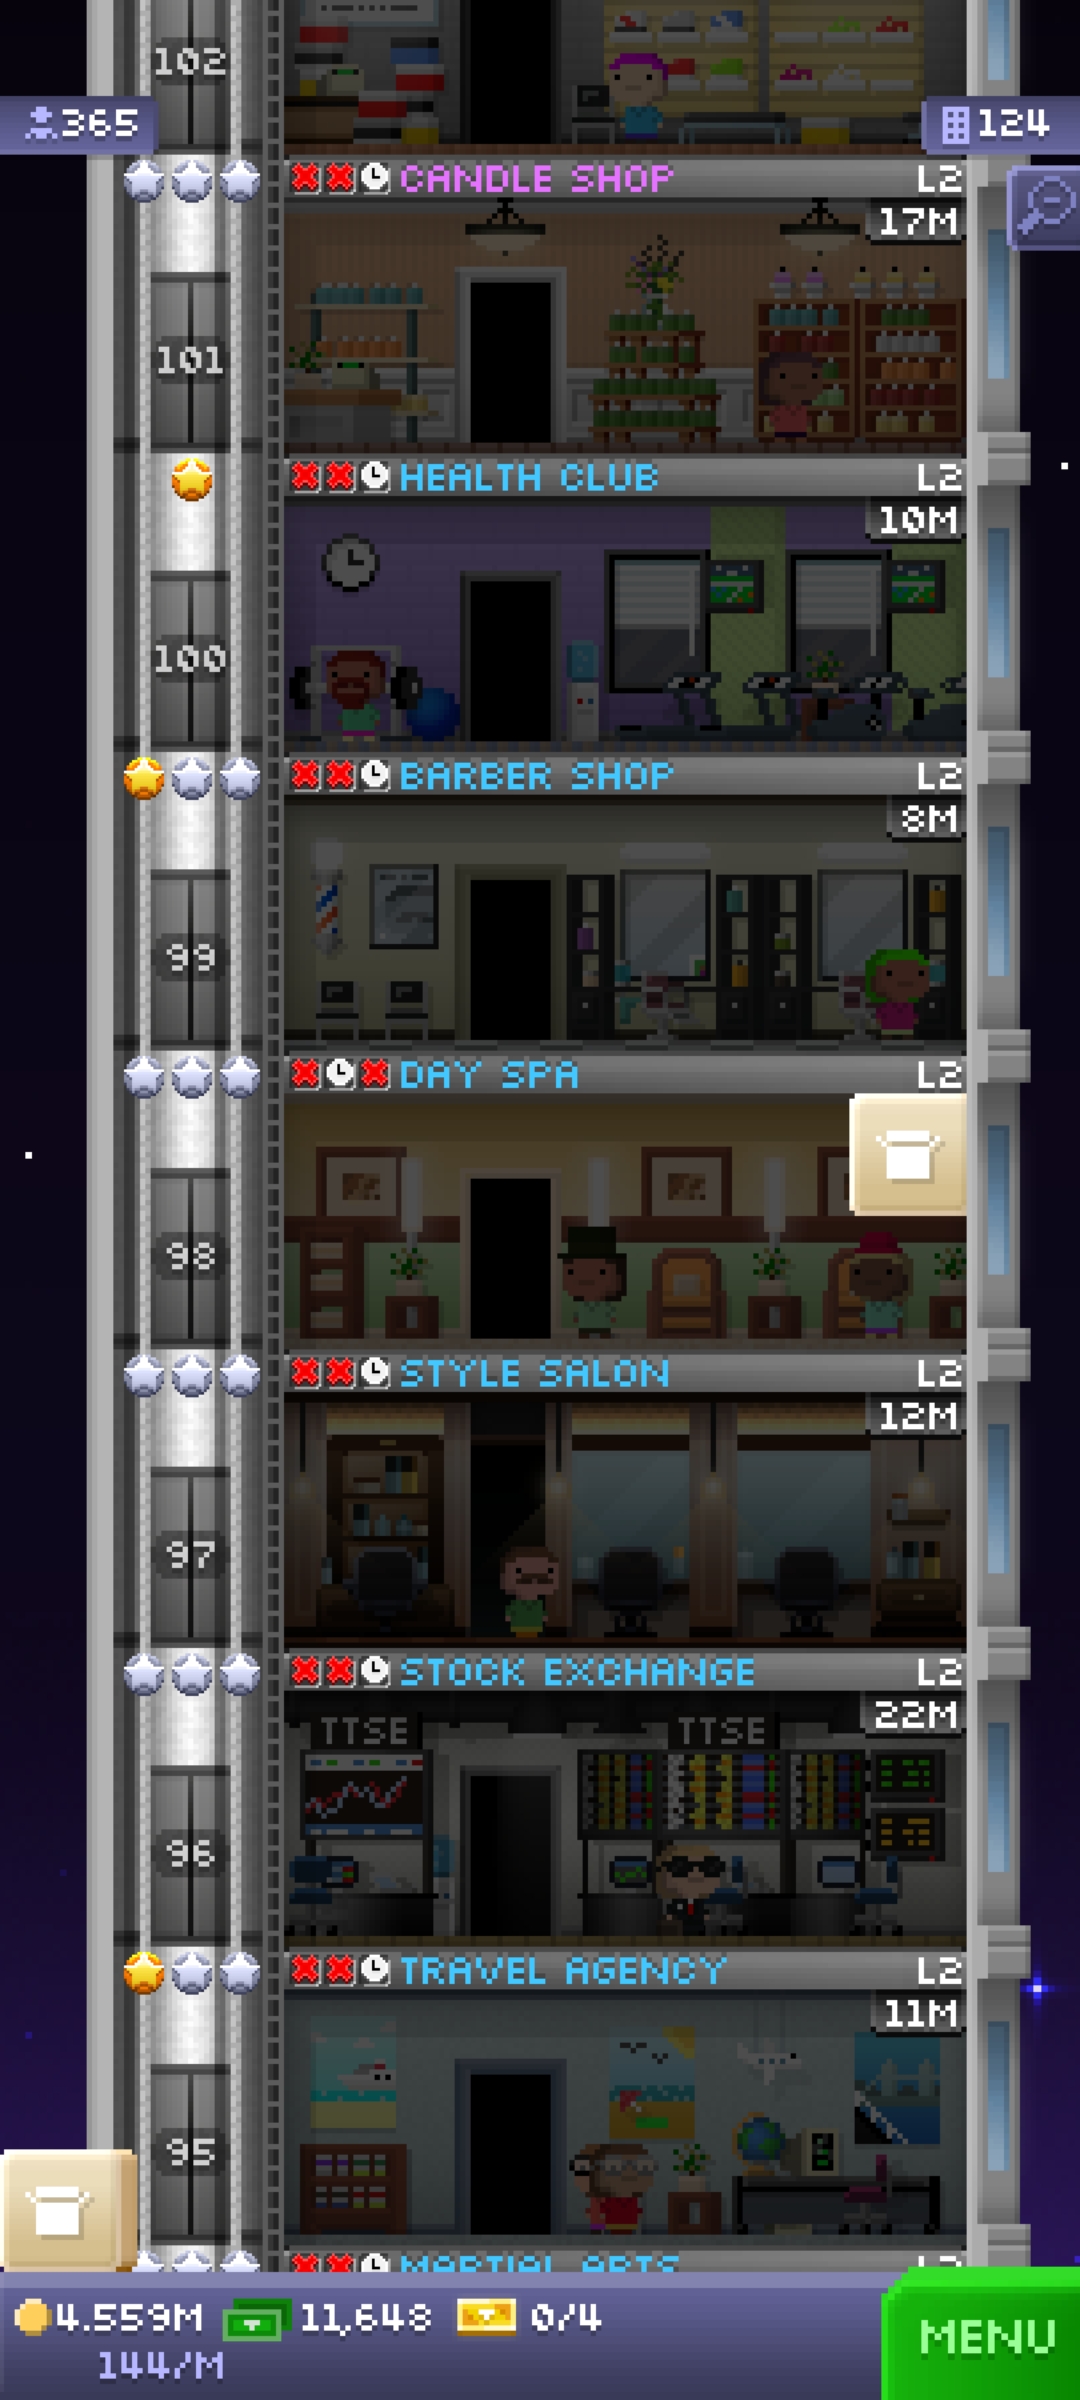 102
365
124
CANDLE SHOP L2
17M
101
HEALTH CLUB L2
10M
100
BARBER SHOP L2
8M
99
DAY SPA L2
98
STYLE SALON L2
12M
97
STOCK EXCHANGE L2
22M
TTSE TTSE
96
TRAVEL AGENCY L2
11M
95
MARTIAL ARTS L2
4.559M 11,648 0/4
144/M
MENU